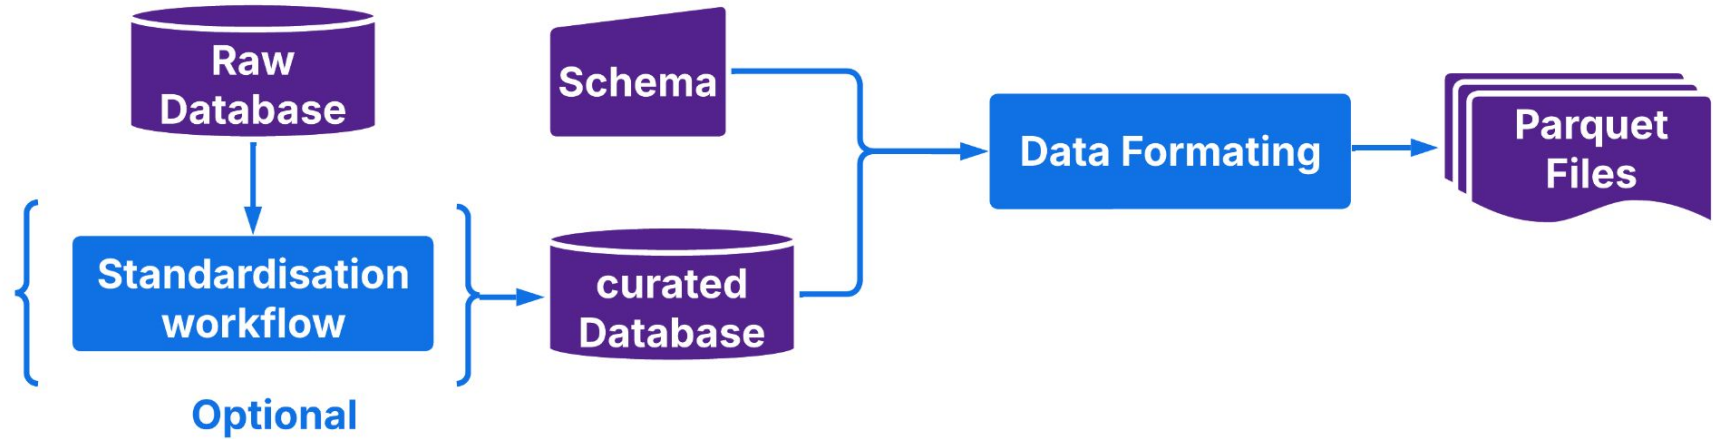 Raw
Database
Schema
Standardisation
workflow
Optional
curated
Database
Data Formating
Parquet
Files